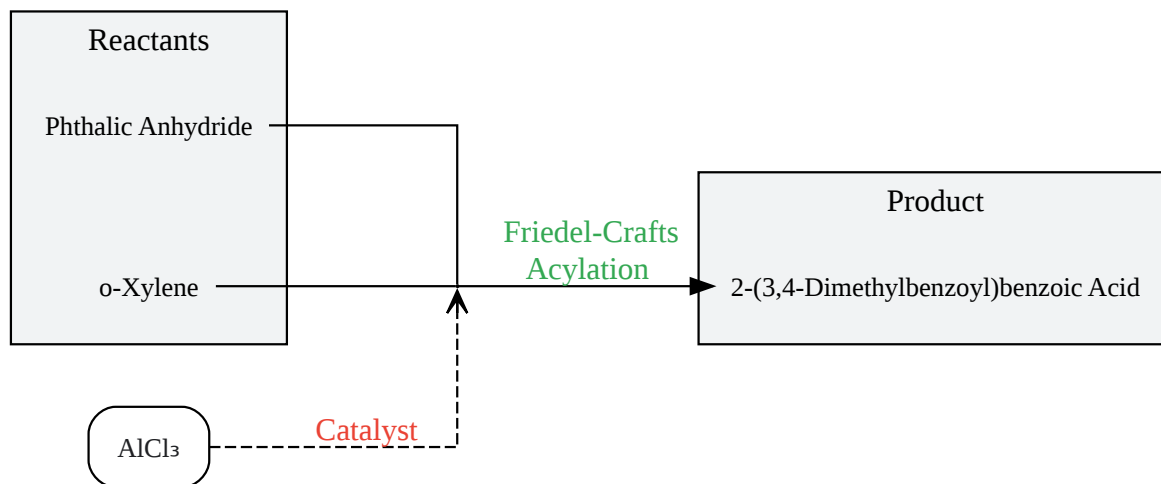 Reactants
Phthalic Anhydride
o-Xylene
AlCl₃
Catalyst
Friedel-Crafts
Acylation
Product
2-(3,4-Dimethylbenzoyl)benzoic Acid